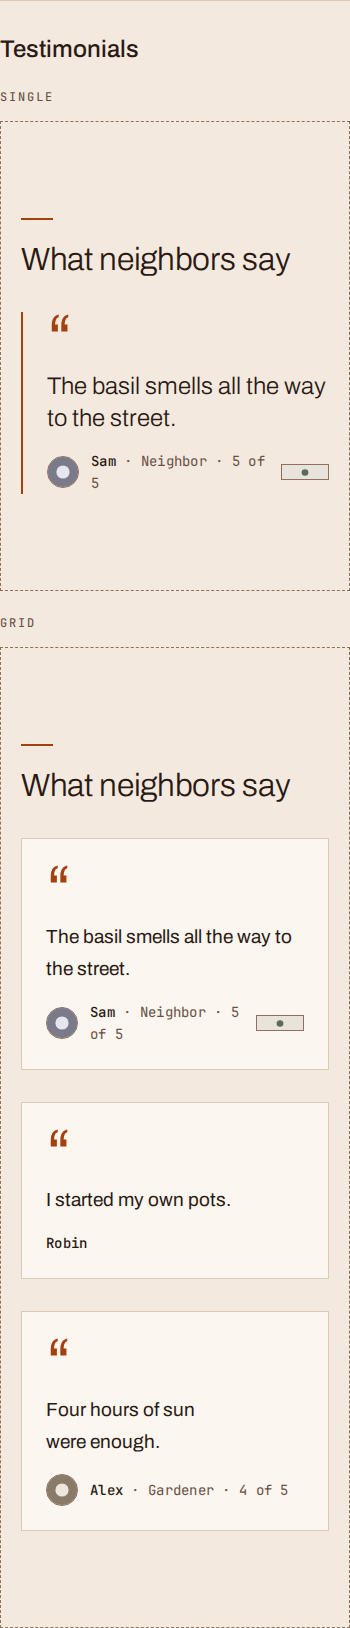 Testimonials
SINGLE
What neighbors say
“
The basil smells all the way
to the street.
Sam · Neighbor · 5 of
5
GRID
What neighbors say
“
The basil smells all the way to
the street.
Sam · Neighbor · 5
of 5
“
I started my own pots.
Robin
“
Four hours of sun
were enough.
Alex · Gardener · 4 of 5